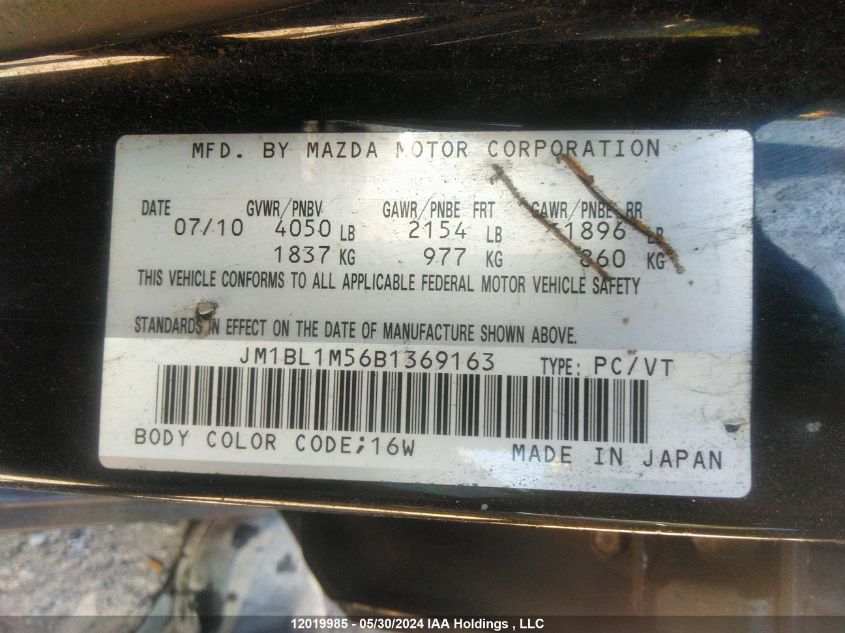 MFD. BY MAZDA MOTOR CORPORATION
DATE GVWR/PNBV GAWR/PNBE FRT GAWR/PNBE RR
07/10 4050 LB 2154 LB 1896 LB
1837 KG 977 KG 860 KG
THIS VEHICLE CONFORMS TO ALL APPLICABLE FEDERAL MOTOR VEHICLE SAFETY
STANDARDS IN EFFECT ON THE DATE OF MANUFACTURE SHOWN ABOVE.
JM1BL1M56B1369163 TYPE: PC/VT
BODY COLOR CODE;16W MADE IN JAPAN
12019985 - 05/30/2024 IAA Holdings , LLC